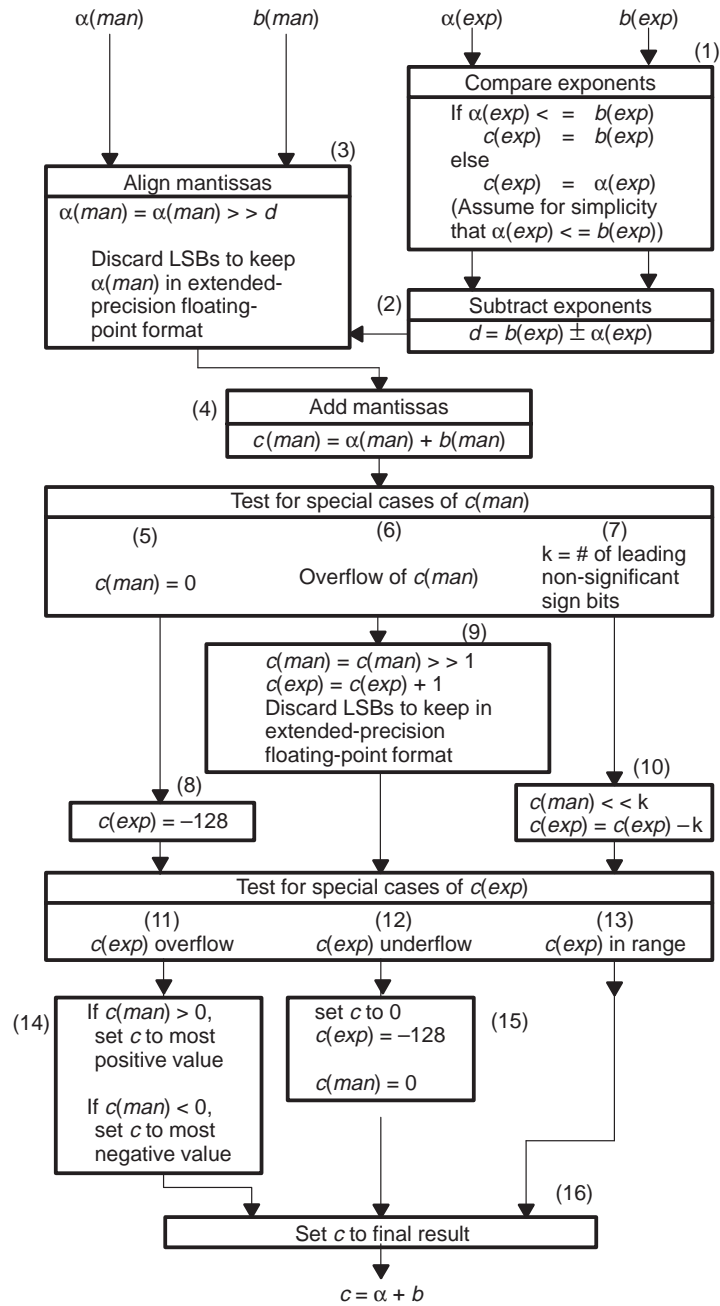 α(man) b(man) α(exp) b(exp)
(1)
Compare exponents
If α(exp) < = b(exp)
c(exp) = b(exp)
else
c(exp) = α(exp)
(Assume for simplicity
that α(exp) < = b(exp))
(3)
Align mantissas
α(man) = α(man) > > d
Discard LSBs to keep
α(man) in extended-
precision floating-
point format
(2)
Subtract exponents
d = b(exp) ± α(exp)
(4)
Add mantissas
c(man) = α(man) + b(man)
Test for special cases of c(man)
(5)
c(man) = 0
(6)
Overflow of c(man)
(7)
k = # of leading
non-significant
sign bits
(9)
c(man) = c(man) > > 1
c(exp) = c(exp) + 1
Discard LSBs to keep in
extended-precision
floating-point format
(8)
c(exp) = –128
(10)
c(man) < < k
c(exp) = c(exp) – k
Test for special cases of c(exp)
(11)
c(exp) overflow
(12)
c(exp) underflow
(13)
c(exp) in range
(14)
If c(man) > 0,
set c to most
positive value
If c(man) < 0,
set c to most
negative value
(15)
set c to 0
c(exp) = –128
c(man) = 0
(16)
Set c to final result
c = α + b